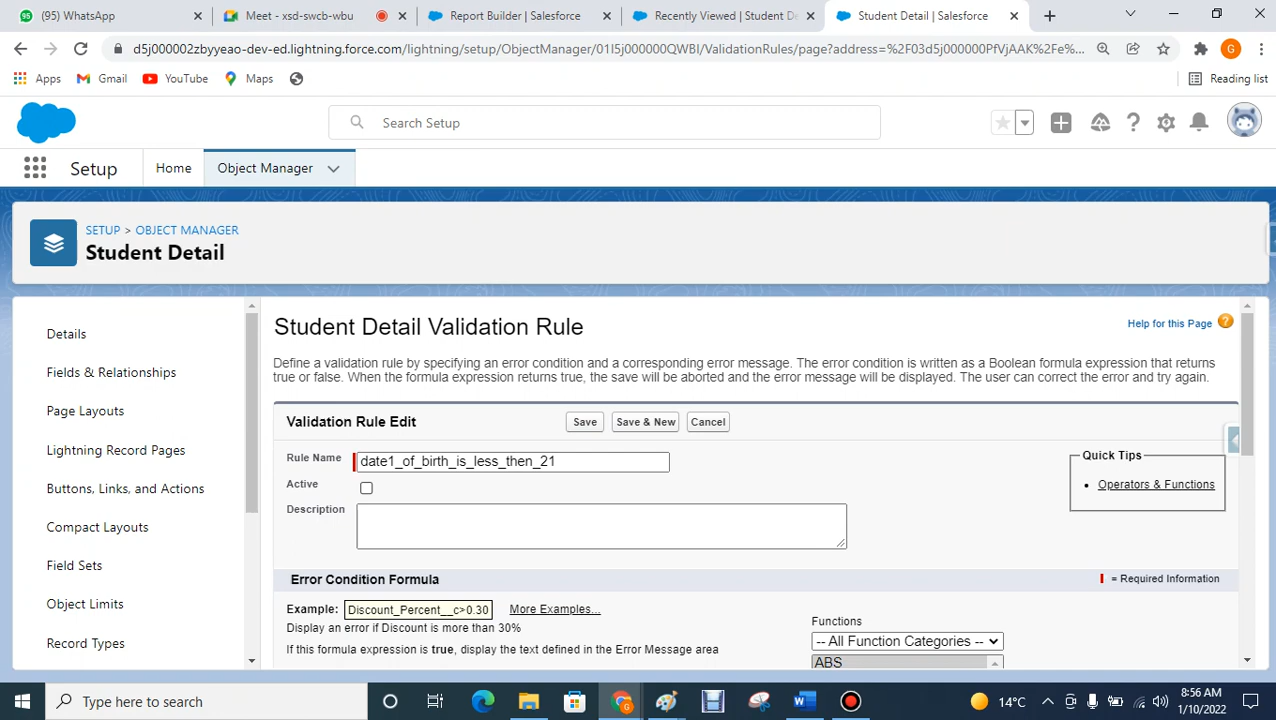 (95) WhatsApp
Meet - xsd-swcb-wbu
Report Builder | Salesforce
Recently Viewed | Student De
Student Detail | Salesforce
d5j000002zbyyeao-dev-ed.lightning.force.com/lightning/setup/ObjectManager/01I5j000000QWBI/ValidationRules/page?address=%2F03d5j000000PfVjAAK%2Fe%...
G
Apps
Gmail
YouTube
Maps
Reading list
Search Setup
Setup
Home
Object Manager
SETUP > OBJECT MANAGER
Student Detail
Details
Fields & Relationships
Page Layouts
Lightning Record Pages
Buttons, Links, and Actions
Compact Layouts
Field Sets
Object Limits
Record Types
Student Detail Validation Rule
Help for this Page
Define a validation rule by specifying an error condition and a corresponding error message. The error condition is written as a Boolean formula expression that returns
true or false. When the formula expression returns true, the save will be aborted and the error message will be displayed. The user can correct the error and try again.
Validation Rule Edit
Save
Save & New
Cancel
Rule Name
date1_of_birth_is_less_then_21
Active
Description
Quick Tips
Operators & Functions
Error Condition Formula
= Required Information
Example:
Discount_Percent__c>0.30
More Examples...
Display an error if Discount is more than 30%
If this formula expression is true, display the text defined in the Error Message area
Functions
-- All Function Categories --
ABS
Type here to search
14°C
8:56 AM
1/10/2022